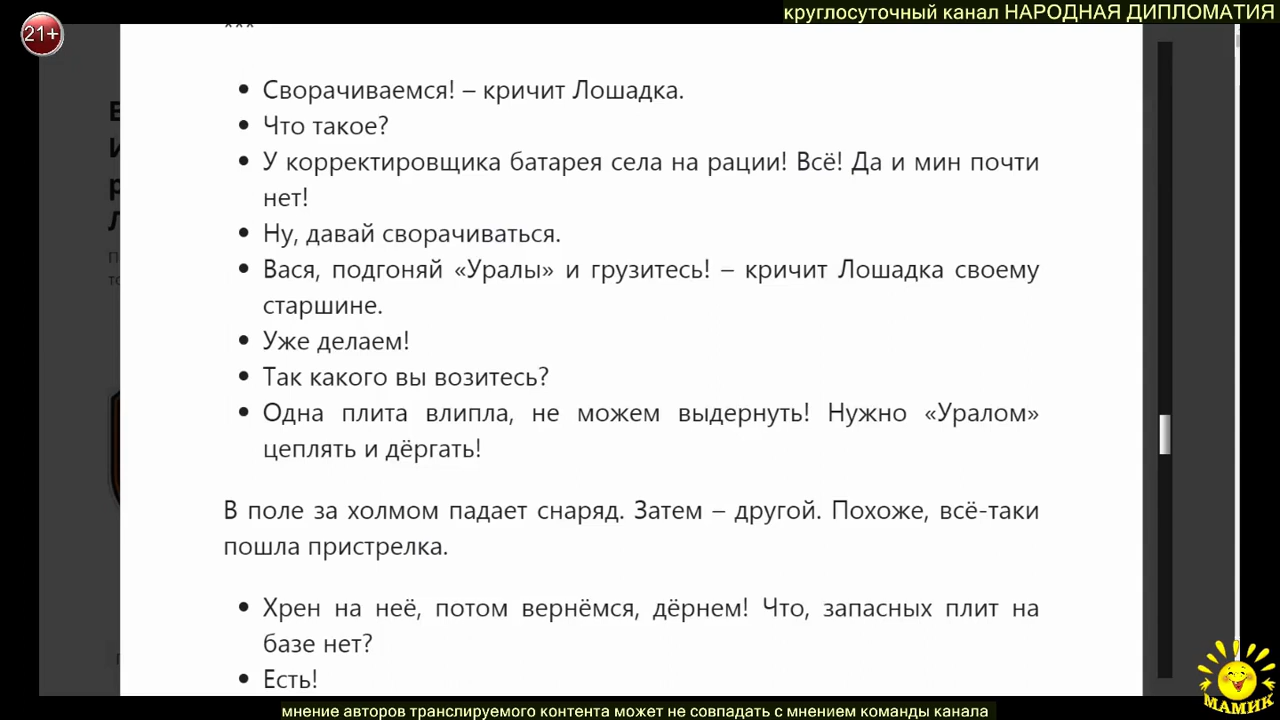 круглосуточный канал НАРОДНАЯ ДИПЛОМАТИЯ
21+
***
• Сворачиваемся! – кричит Лошадка.
• Что такое?
• У корректировщика батарея села на рации! Всё! Да и мин почти
нет!
• Ну, давай сворачиваться.
• Вася, подгоняй «Уралы» и грузитесь! – кричит Лошадка своему
старшине.
• Уже делаем!
• Так какого вы возитесь?
• Одна плита влипла, не можем выдернуть! Нужно «Уралом»
цеплять и дёргать!
В поле за холмом падает снаряд. Затем – другой. Похоже, всё-таки
пошла пристрелка.
• Хрен на неё, потом вернёмся, дёрнем! Что, запасных плит на
базе нет?
• Есть!
МАМИК
мнение авторов транслируемого контента может не совпадать с мнением команды канала